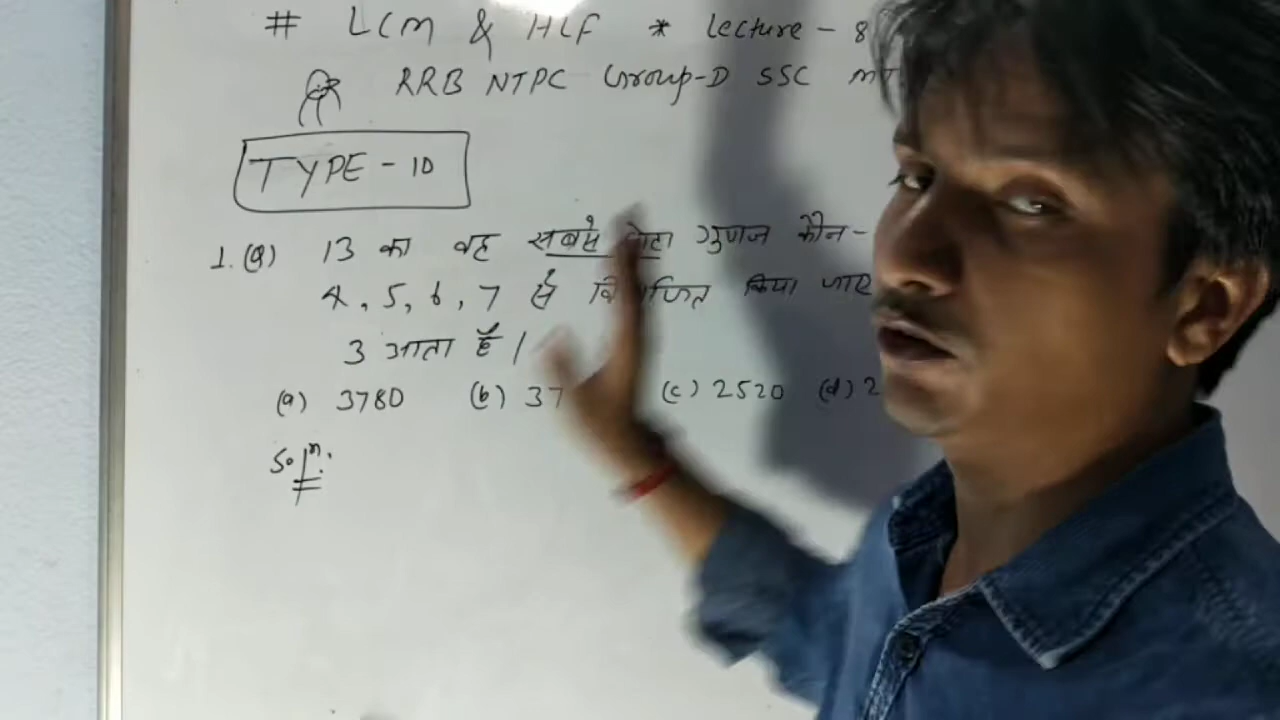 # LCM & HCF * Lecture - 8
RRB NTPC Group-D SSC
TYPE - 10
1. (Q) 13 का वह सबसे गुणज कौन-
4, 5, 6, 7 से किया जाए
3 आता है |
(a) 3780 (b) 37 (c) 2520 (d) 2
Soln.